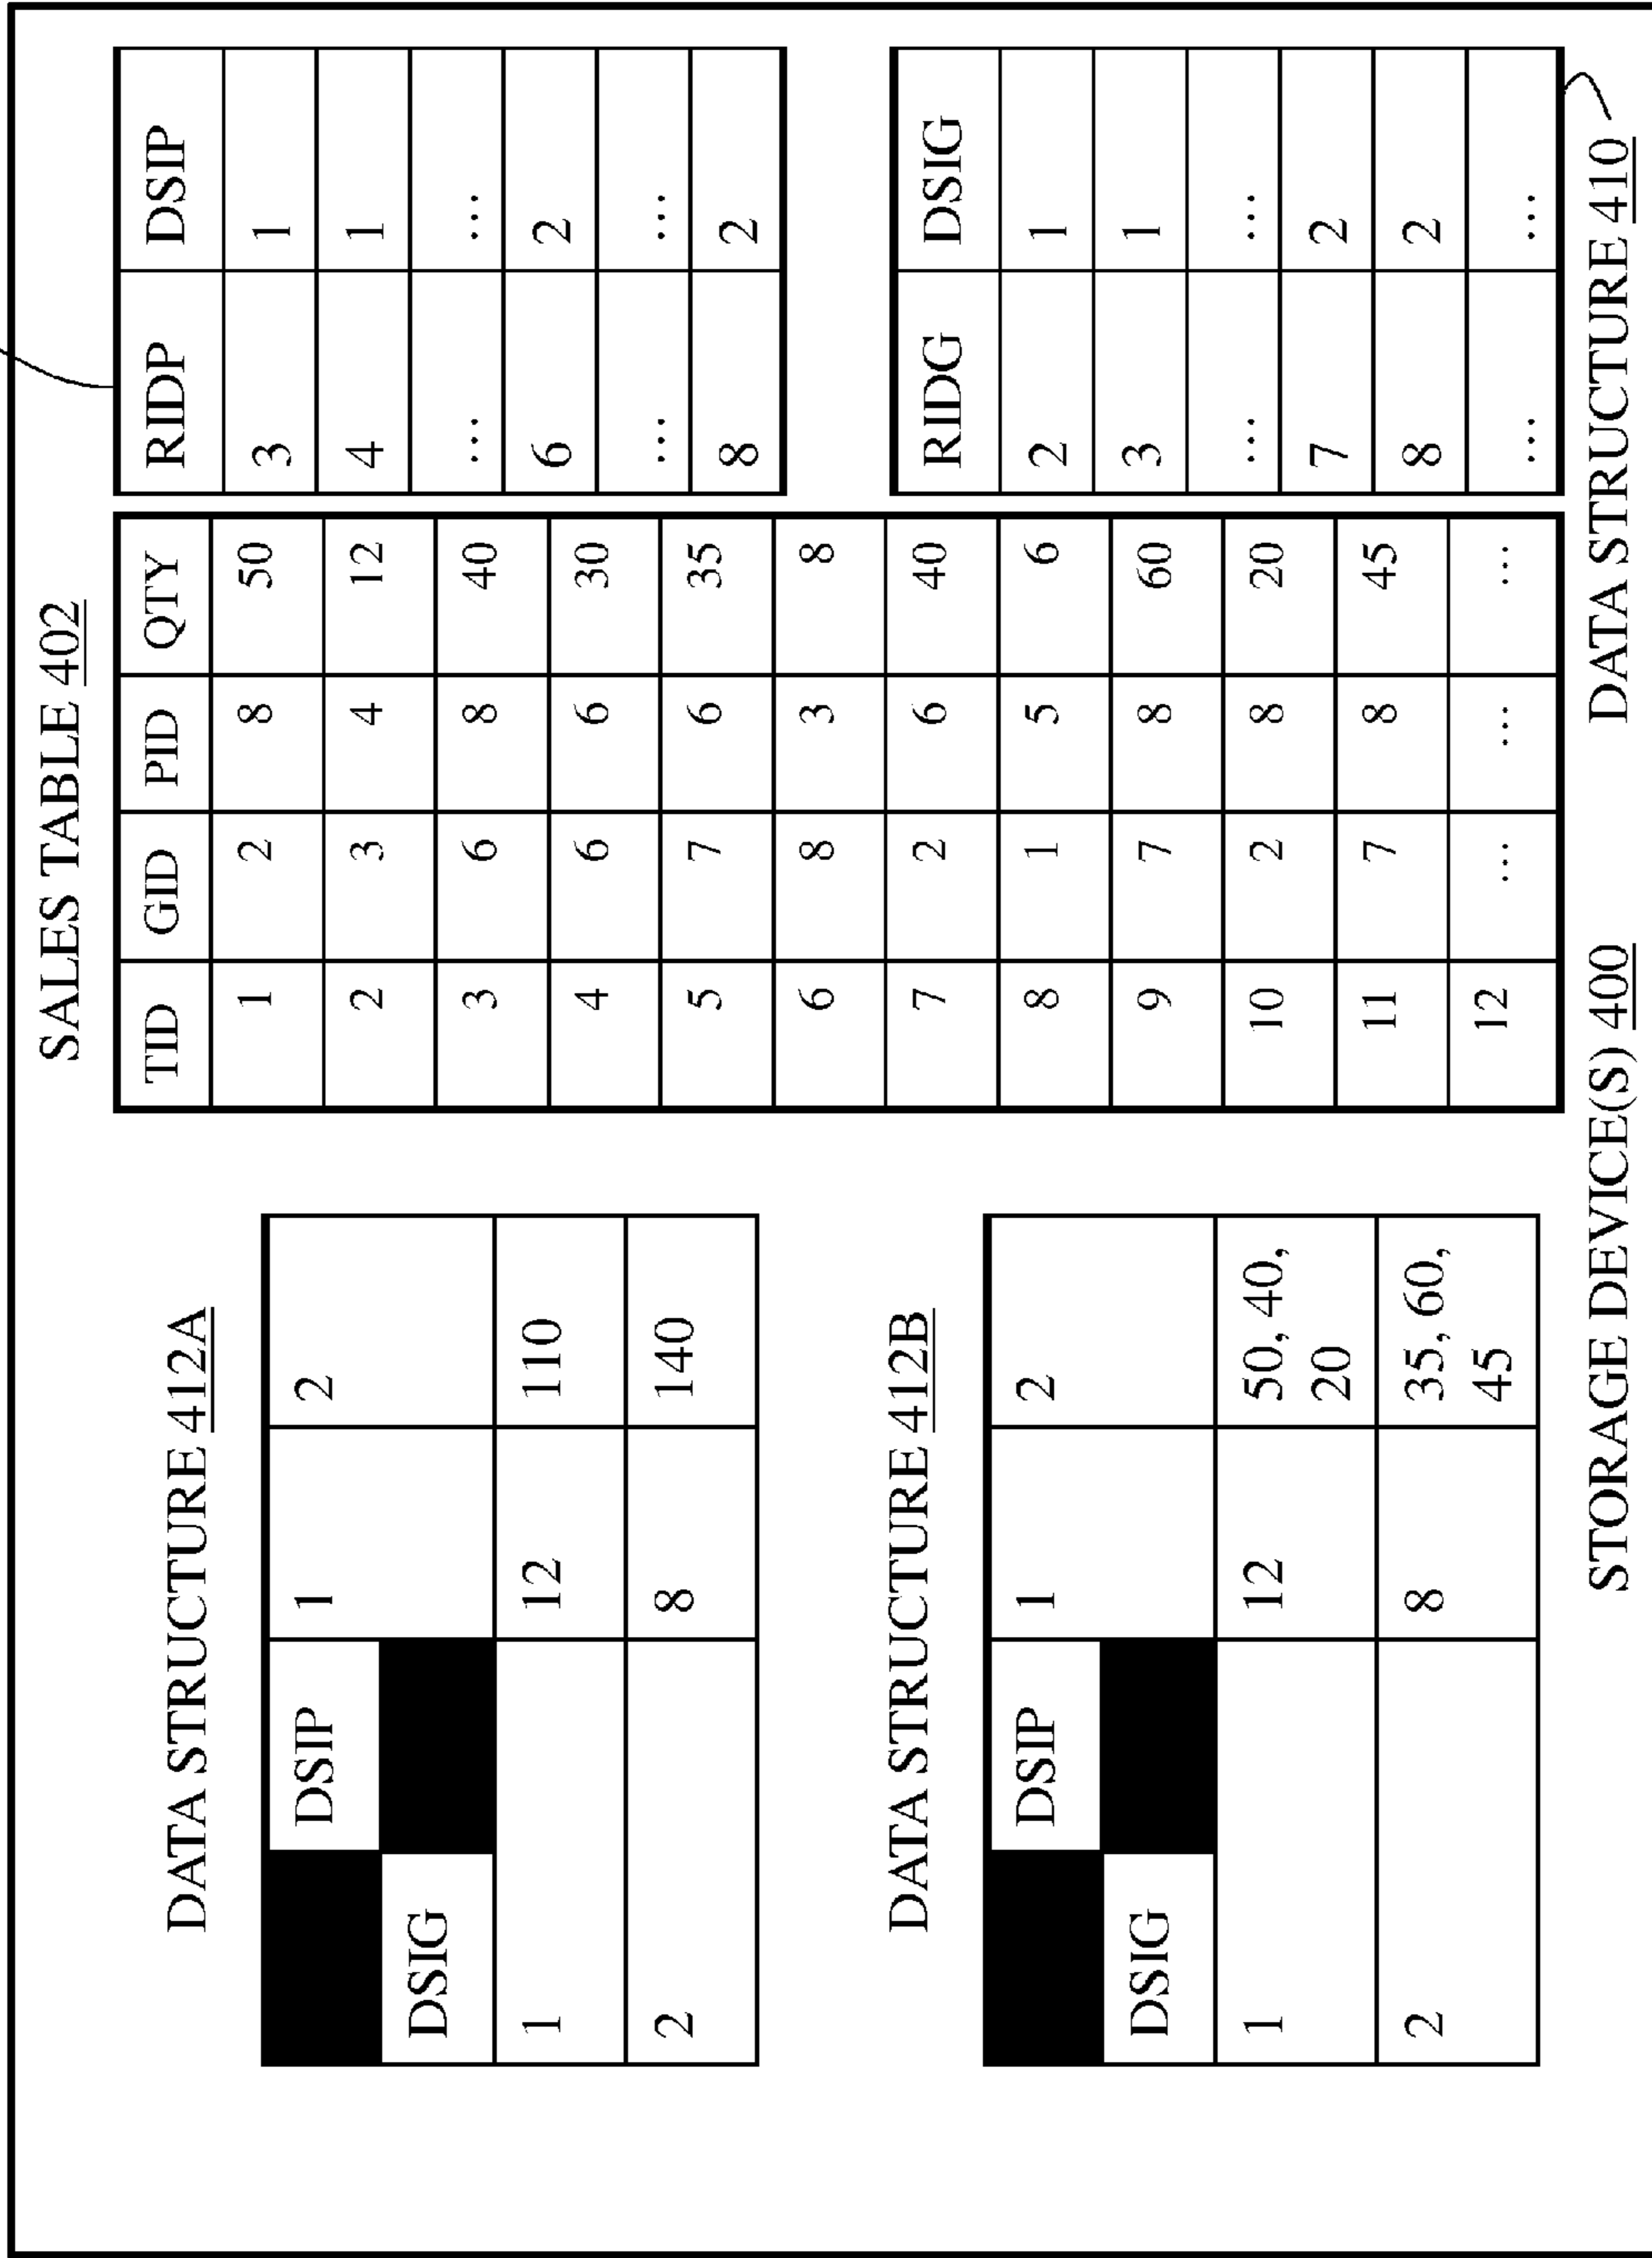 DATA STRUCTURE 412A
DSIP 1 2
DSIG
1 12 110
2 8 140
DATA STRUCTURE 412B
DSIP 1 2
DSIG
1 12 50, 40,
20
2 8 35, 60,
45
SALES TABLE 402
TID GID PID QTY
1 2 8 50
2 3 4 12
3 6 8 40
4 6 6 30
5 7 6 35
6 8 3 8
7 2 6 40
8 1 5 6
9 7 8 60
10 2 8 20
11 7 8 45
12 ... ... ...
RIDP DSIP
3 1
4 1
... ...
6 2
... ...
8 2
RIDG DSIG
2 1
3 1
... ...
7 2
8 2
... ...
STORAGE DEVICE(S) 400
DATA STRUCTURE 410